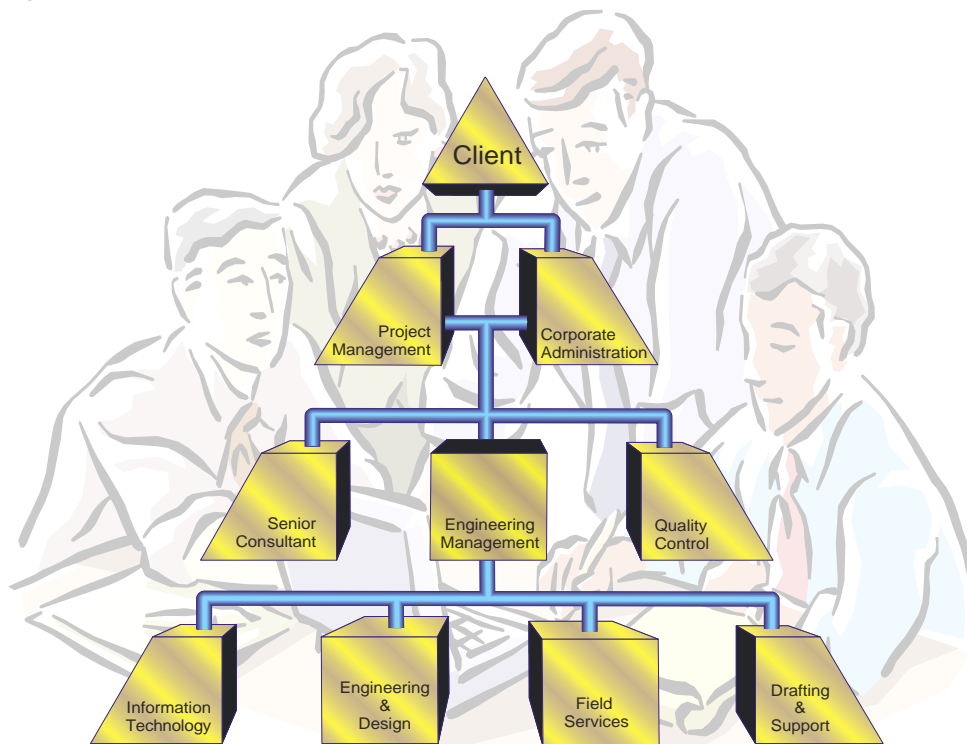 Client
Project
Management
Corporate
Administration
Senior
Consultant
Engineering
Management
Quality
Control
Information
Technology
Engineering
&
Design
Field
Services
Drafting
&
Support